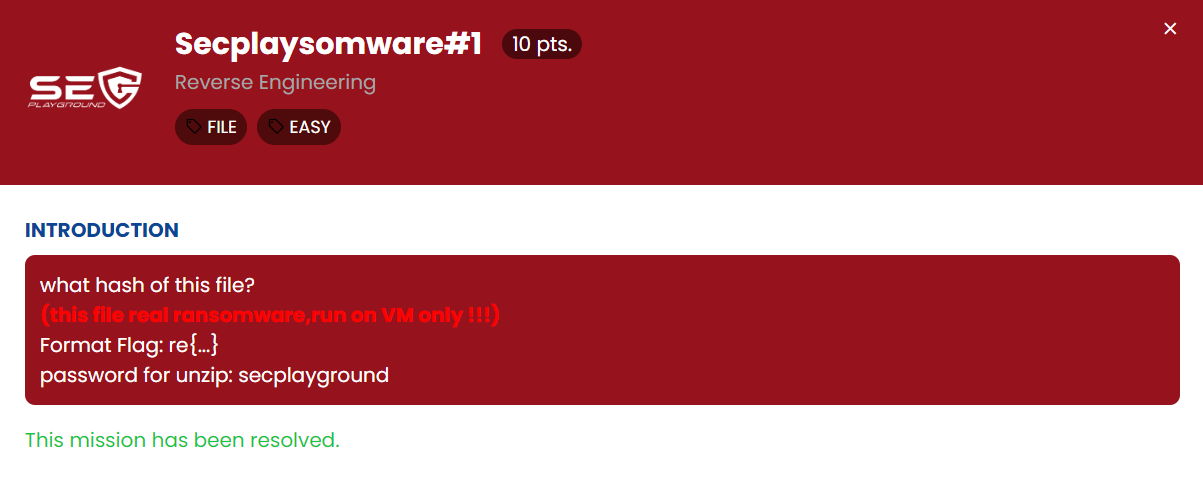 Secplaysomware#1
10 pts.
×
SEC
PLAYGROUND
Reverse Engineering
FILE
EASY
INTRODUCTION
what hash of this file?
(this file real ransomware,run on VM only !!!)
Format Flag: re{...}
password for unzip: secplayground
This mission has been resolved.